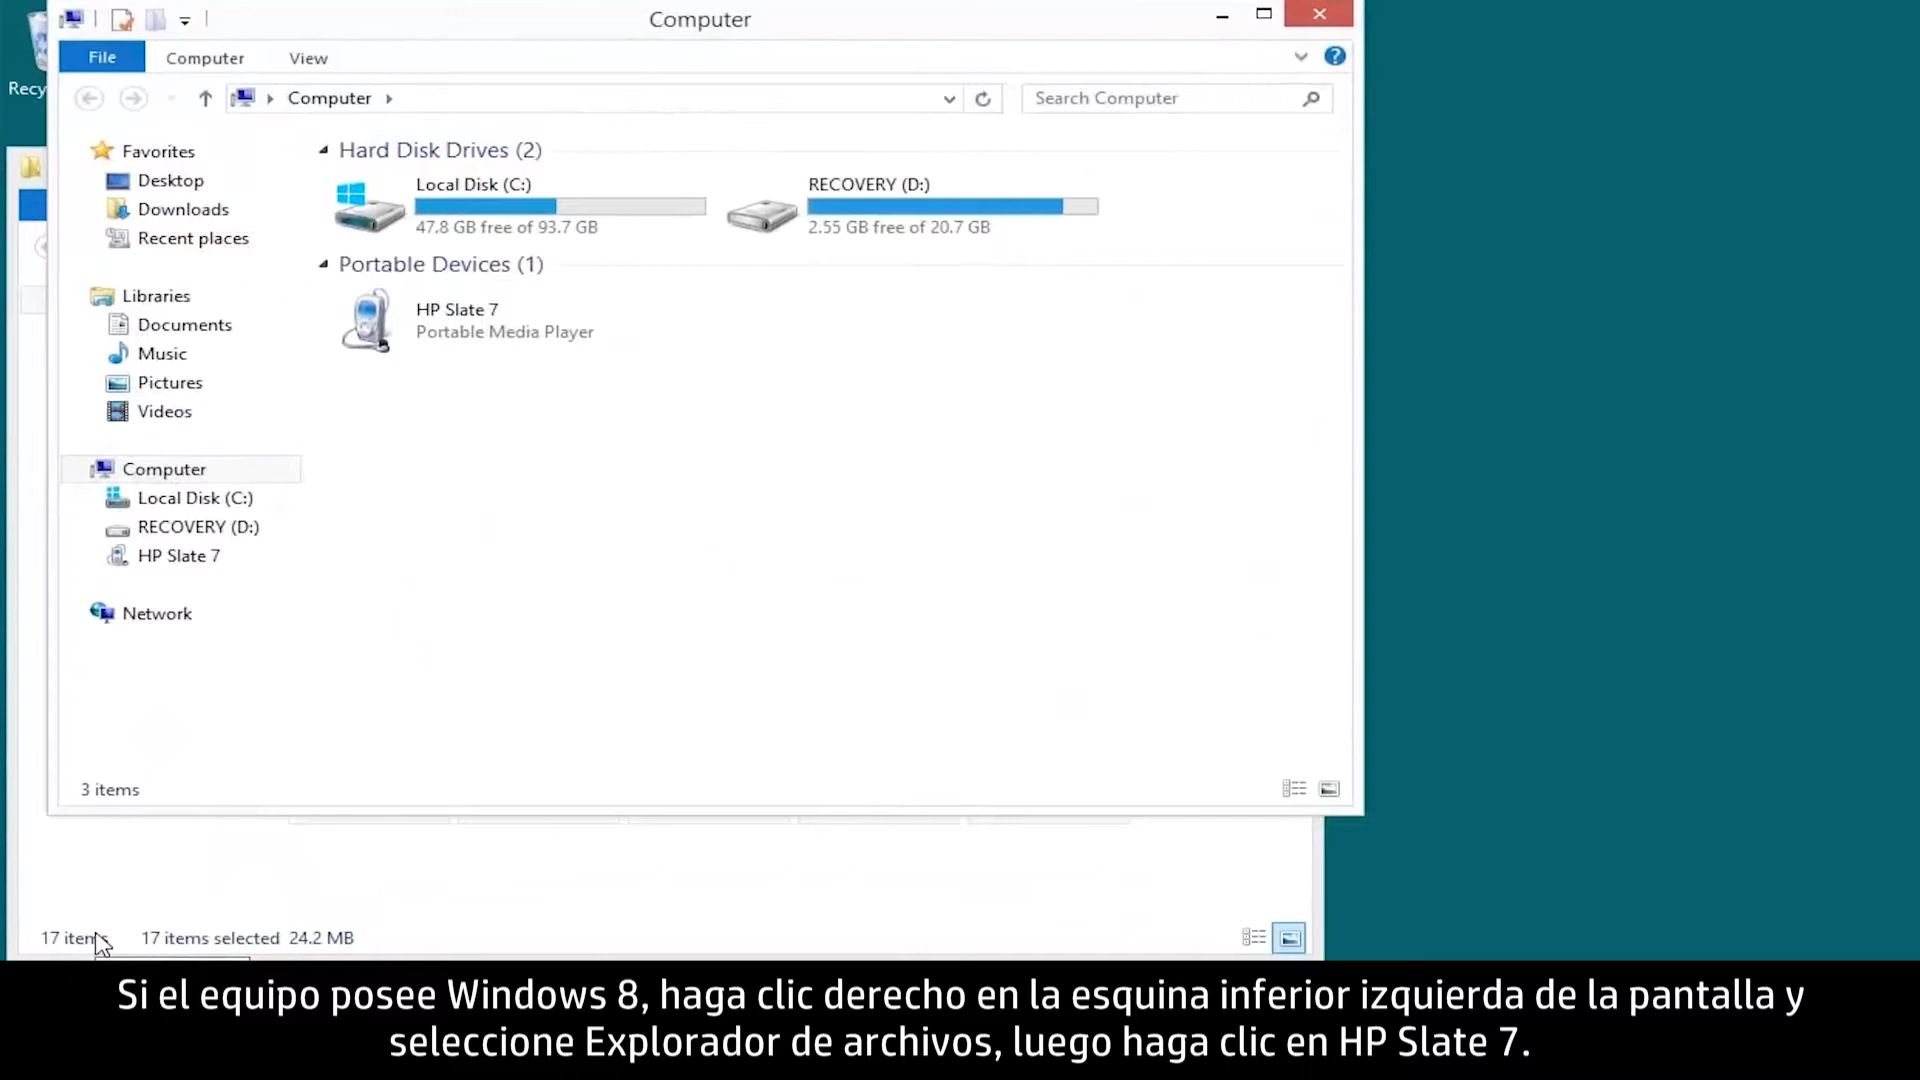 Computer
File Computer View
Computer
Search Computer
Recy
Favorites
Desktop
Downloads
Recent places
Libraries
Documents
Music
Pictures
Videos
Computer
Local Disk (C:)
RECOVERY (D:)
HP Slate 7
Network
Hard Disk Drives (2)
Local Disk (C:)
47.8 GB free of 93.7 GB
RECOVERY (D:)
2.55 GB free of 20.7 GB
Portable Devices (1)
HP Slate 7
Portable Media Player
3 items
17 items 17 items selected 24.2 MB
Si el equipo posee Windows 8, haga clic derecho en la esquina inferior izquierda de la pantalla y
seleccione Explorador de archivos, luego haga clic en HP Slate 7.